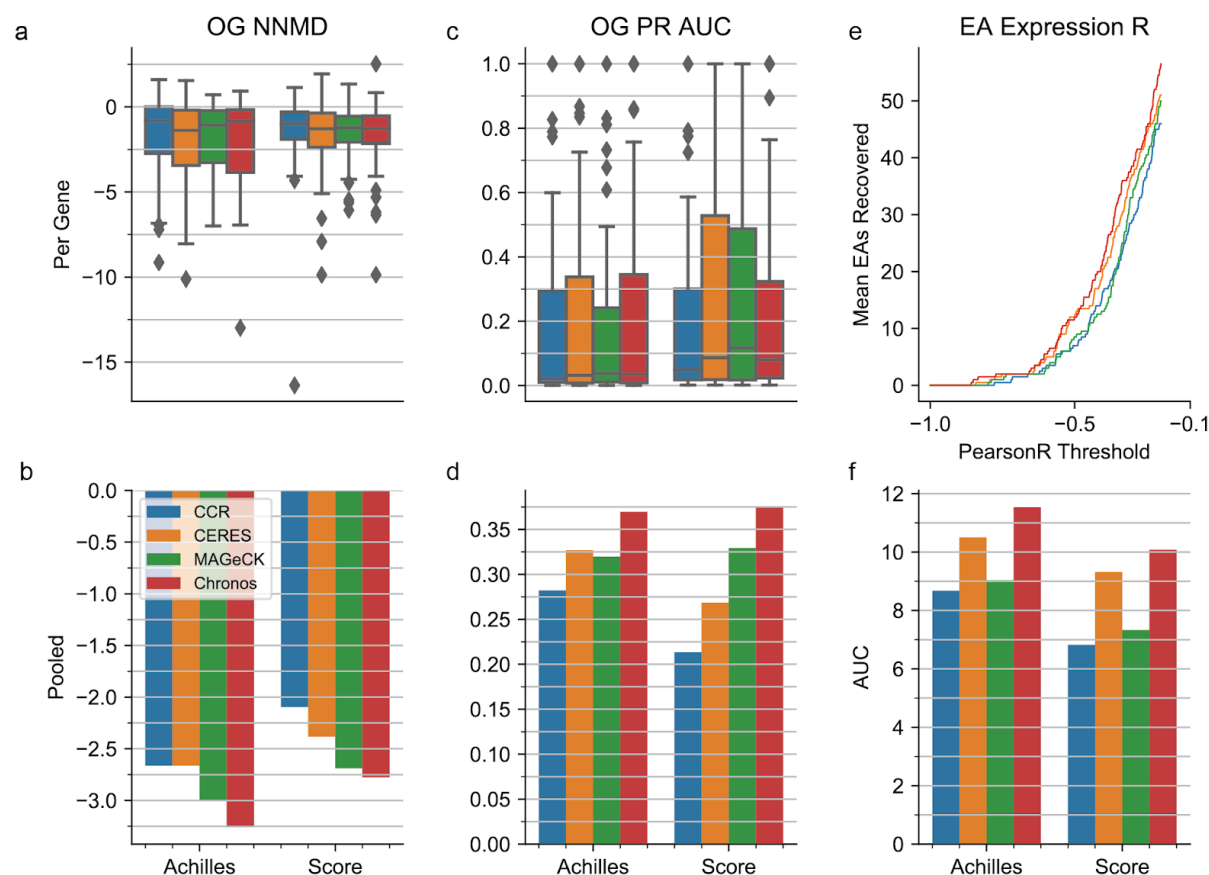 a
OG NNMD
Per Gene
0
−5
−10
−15
c
OG PR AUC
1.0
0.8
0.6
0.4
0.2
0.0
e
EA Expression R
Mean EAs Recovered
50
40
30
20
10
0
−1.0
−0.5
−0.1
PearsonR Threshold
b
Pooled
0.0
−0.5
−1.0
−1.5
−2.0
−2.5
−3.0
CCR
CERES
MAGeCK
Chronos
Achilles
Score
d
0.35
0.30
0.25
0.20
0.15
0.10
0.05
0.00
Achilles
Score
f
AUC
12
10
8
6
4
2
0
Achilles
Score